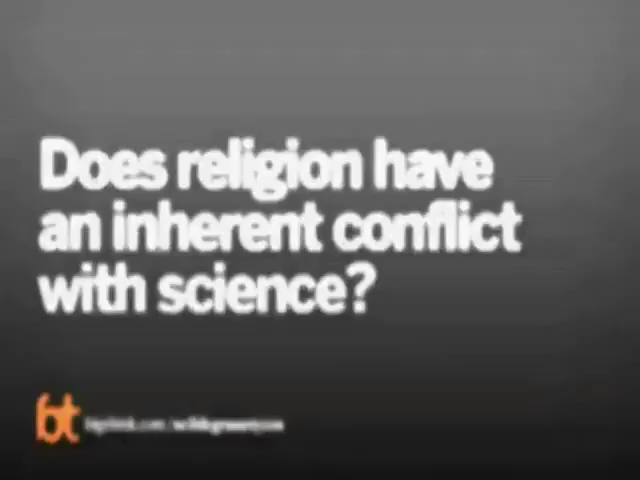 Does religion have
an inherent conflict
with science?
bt